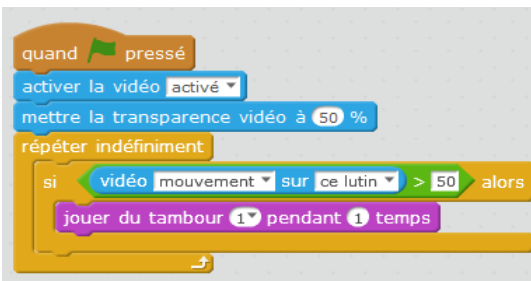 quand pressé
activer la vidéo activé
mettre la transparence vidéo à 50 %
répéter indéfiniment
si vidéo mouvement sur ce lutin > 50 alors
jouer du tambour 1 pendant 1 temps